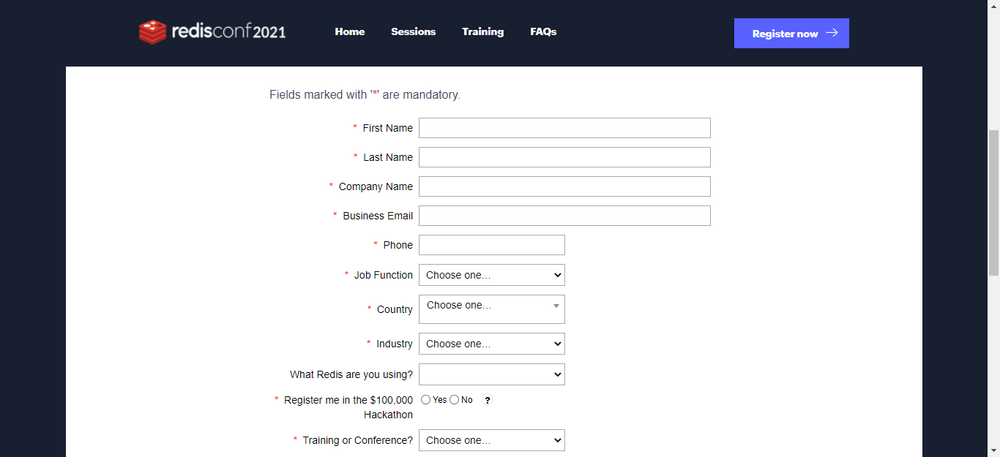 redisconf2021 Home Sessions Training FAQs Register now →
Fields marked with '*' are mandatory.
* First Name
* Last Name
* Company Name
* Business Email
* Phone
* Job Function Choose one...
* Country Choose one...
* Industry Choose one...
What Redis are you using?
* Register me in the $100,000 Yes No ?
Hackathon
* Training or Conference? Choose one...